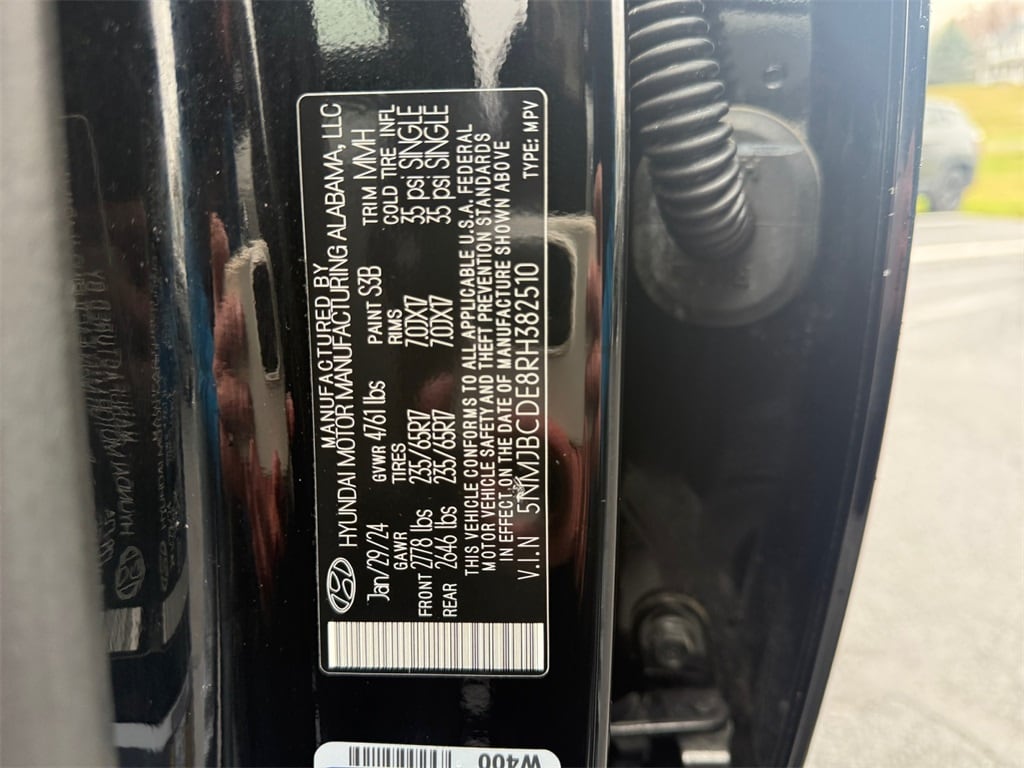 MANUFACTURED BY
HYUNDAI MOTOR MANUFACTURING ALABAMA, LLC
Jan/29/24 GVWR 4761 lbs PAINT S3B TRIM MMH
GAWR TIRES RIMS COLD TIRE INFL
FRONT 2778 lbs 235/65R17 7.0JX17 35 psi SINGLE
REAR 2646 lbs 235/65R17 7.0JX17 35 psi SINGLE
THIS VEHICLE CONFORMS TO ALL APPLICABLE U.S.A. FEDERAL
MOTOR VEHICLE SAFETY AND THEFT PREVENTION STANDARDS
IN EFFECT ON THE DATE OF MANUFACTURE SHOWN ABOVE
V.I.N 5NMJBCDE8RH382510 TYPE: MPV
W400